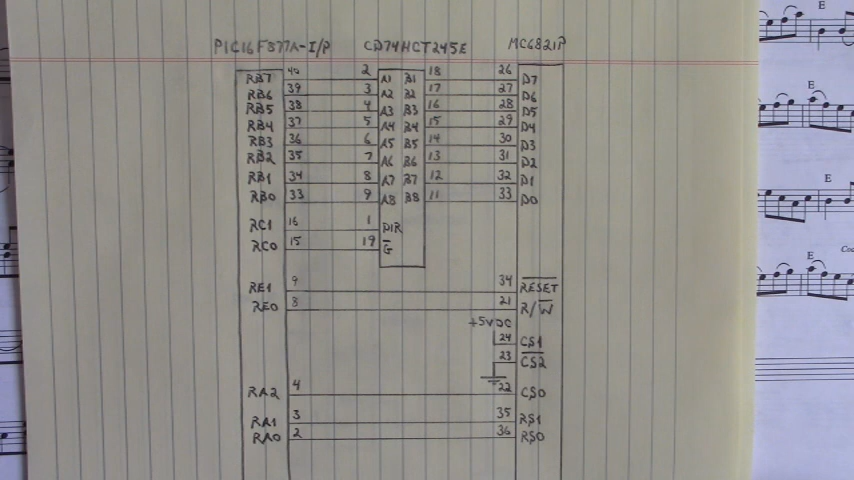 PIC16F877A-I/P CD74HCT245E MC6821P
RB7 40 2 A1 B1 18 26 D7
RB6 39 3 A2 B2 17 27 D6
RB5 38 4 A3 B3 16 28 D5
RB4 37 5 A4 B4 15 29 D4
RB3 36 6 A5 B5 14 30 D3
RB2 35 7 A6 B6 13 31 D2
RB1 34 8 A7 B7 12 32 D1
RB0 33 9 A8 B8 11 33 D0
RC1 16 1 DIR
RC0 15 19 G̅
RE1 9 34 R̅E̅S̅E̅T̅
RE0 8 21 R/W̅
+5VDC
24 CS1
23 C̅S̅2̅
RA2 4 22 CS0
RA1 3 35 RS1
RA0 2 36 RS0
E
E
E
E